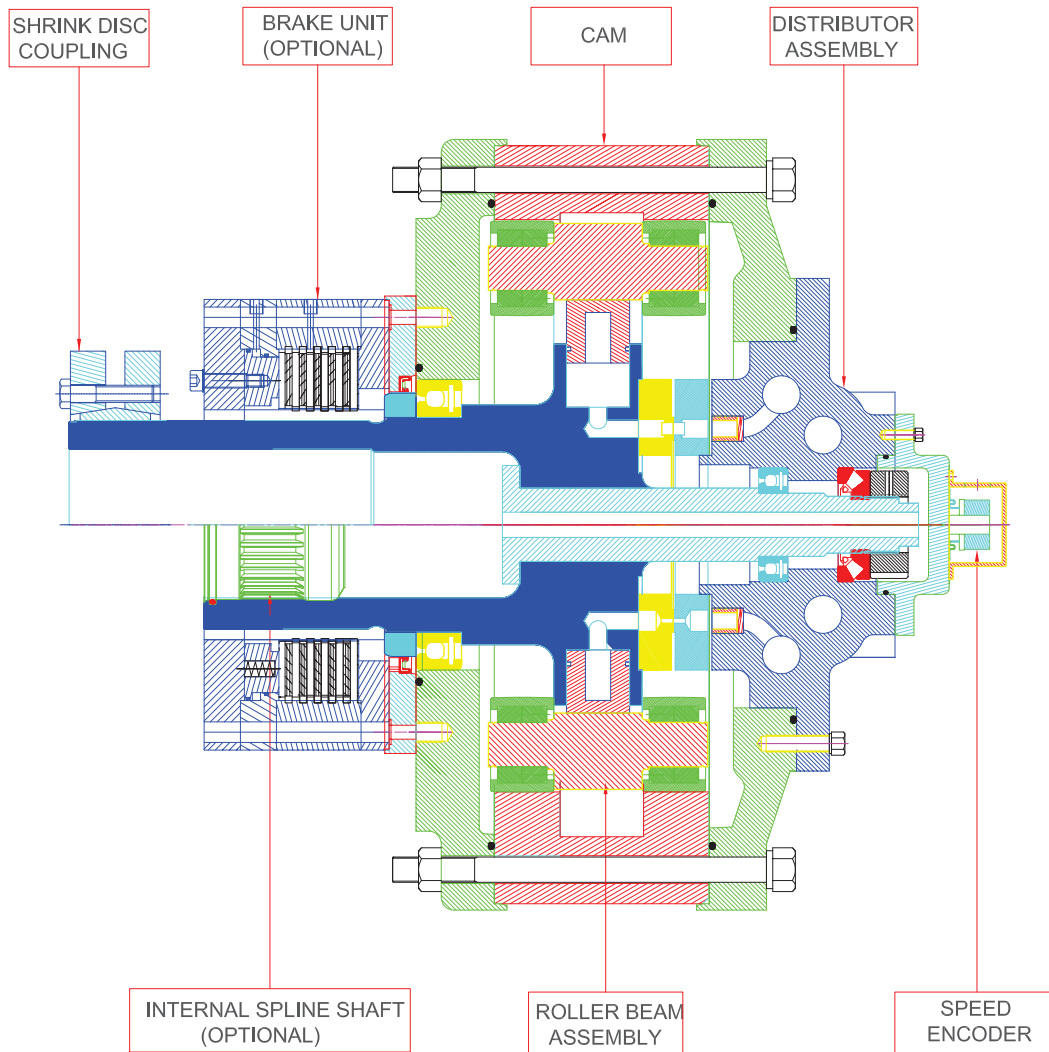 SHRINK DISC
COUPLING
BRAKE UNIT
(OPTIONAL)
CAM
DISTRIBUTOR
ASSEMBLY
INTERNAL SPLINE SHAFT
(OPTIONAL)
ROLLER BEAM
ASSEMBLY
SPEED
ENCODER